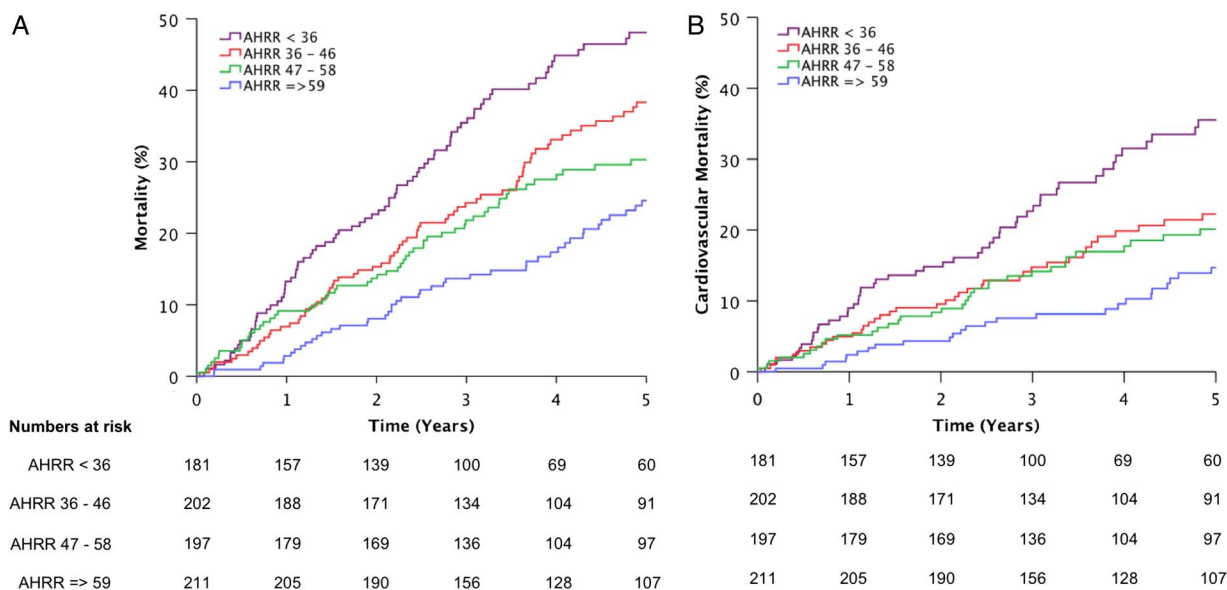 A
AHRR < 36
AHRR 36 – 46
AHRR 47 – 58
AHRR =>59
Mortality (%)
50
40
30
20
10
0
0 1 2 3 4 5
Time (Years)
B
AHRR < 36
AHRR 36 – 46
AHRR 47 – 58
AHRR => 59
Cardiovascular Mortality (%)
50
40
30
20
10
0
0 1 2 3 4 5
Time (Years)
Numbers at risk
AHRR < 36 181 157 139 100 69 60 181 157 139 100 69 60
AHRR 36 - 46 202 188 171 134 104 91 202 188 171 134 104 91
AHRR 47 - 58 197 179 169 136 104 97 197 179 169 136 104 97
AHRR => 59 211 205 190 156 128 107 211 205 190 156 128 107